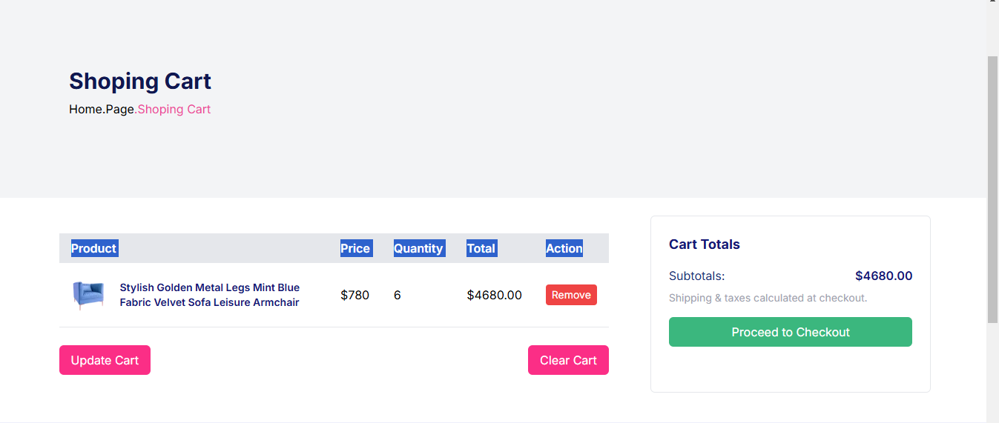 Shoping Cart
Home.Page.Shoping Cart
Product Price Quantity Total Action
Stylish Golden Metal Legs Mint Blue
Fabric Velvet Sofa Leisure Armchair
$780 6 $4680.00 Remove
Update Cart Clear Cart
Cart Totals
Subtotals: $4680.00
Shipping & taxes calculated at checkout.
Proceed to Checkout